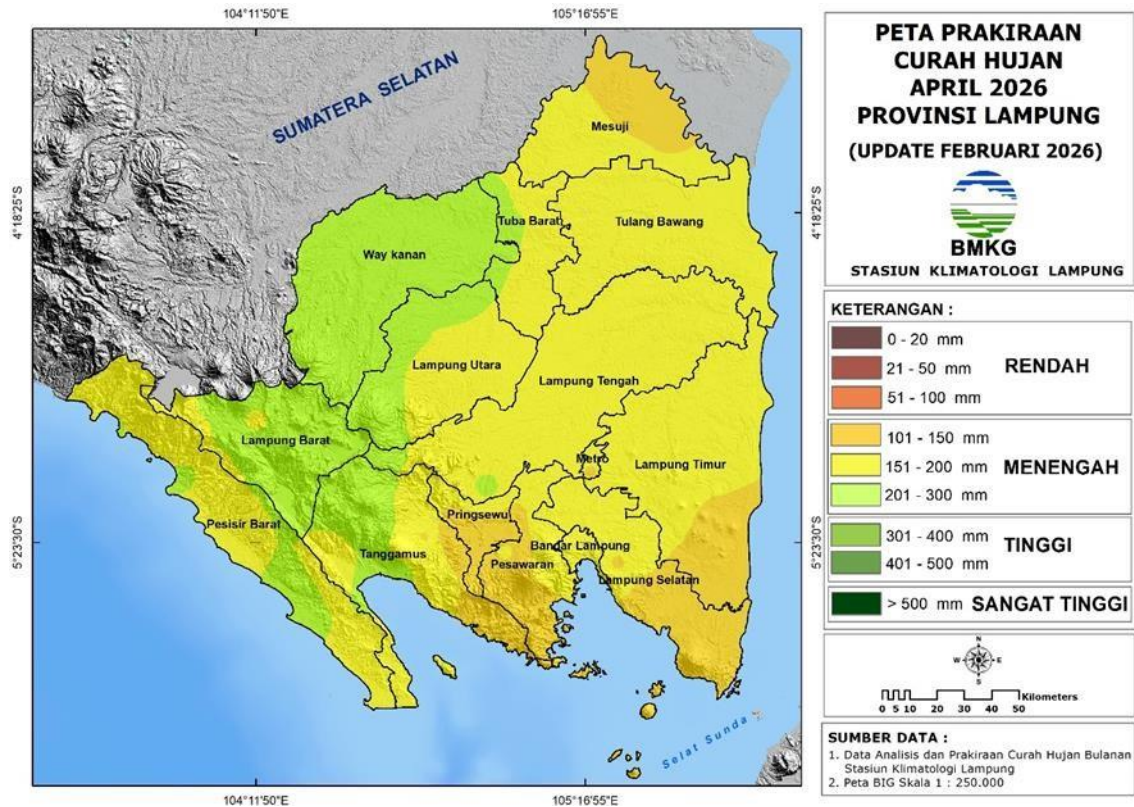 104°11'50"E
105°16'55"E
SUMATERA SELATAN
Mesuji
4°18'25"S
4°18'25"S
Tuba Barat
Tulang Bawang
Way kanan
Lampung Utara
Lampung Tengah
Lampung Barat
Metro
Lampung Timur
Pesisir Barat
Pringsewu
5°23'30"S
5°23'30"S
Tanggamus
Bandar Lampung
Pesawaran
Lampung Selatan
Selat Sunda
104°11'50"E
105°16'55"E
PETA PRAKIRAAN
CURAH HUJAN
APRIL 2026
PROVINSI LAMPUNG
(UPDATE FEBRUARI 2026)
BMKG
STASIUN KLIMATOLOGI LAMPUNG
KETERANGAN :
0 - 20 mm
21 - 50 mm
RENDAH
51 - 100 mm
101 - 150 mm
151 - 200 mm
MENENGAH
201 - 300 mm
301 - 400 mm
TINGGI
401 - 500 mm
> 500 mm SANGAT TINGGI
N
W E
S
Kilometers
0 5 10 20 30 40 50
SUMBER DATA :
1. Data Analisis dan Prakiraan Curah Hujan Bulanan
Stasiun Klimatologi Lampung
2. Peta BIG Skala 1 : 250.000